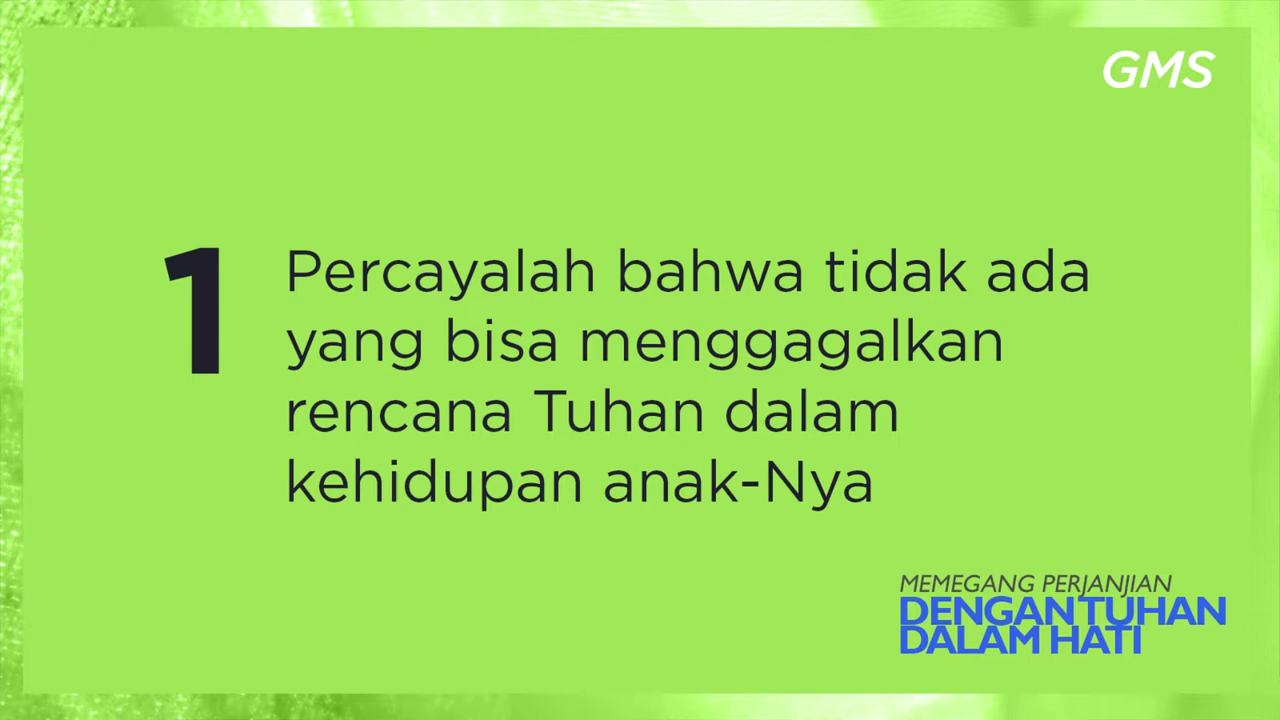 GMS
1
Percayalah bahwa tidak ada
yang bisa menggagalkan
rencana Tuhan dalam
kehidupan anak-Nya
MEMEGANG PERJANJIAN
DENGAN TUHAN
DALAM HATI